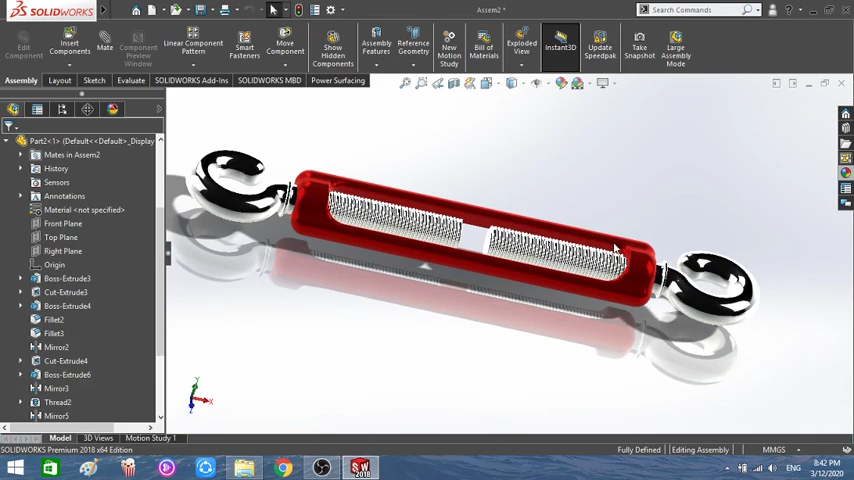 SOLIDWORKS
Assem2 *
Search Commands
Edit Component
Insert Components
Mate
Component Preview Window
Linear Component Pattern
Smart Fasteners
Move Component
Show Hidden Components
Assembly Features
Reference Geometry
New Motion Study
Bill of Materials
Exploded View
Instant3D
Update Speedpak
Take Snapshot
Large Assembly Mode
Assembly
Layout
Sketch
Evaluate
SOLIDWORKS Add-Ins
SOLIDWORKS MBD
Power Surfacing
Part2<1> (Default<<Default>_Display
Mates in Assem2
History
Sensors
Annotations
Material <not specified>
Front Plane
Top Plane
Right Plane
Origin
Boss-Extrude3
Cut-Extrude3
Boss-Extrude4
Fillet2
Fillet3
Mirror2
Cut-Extrude4
Boss-Extrude6
Mirror3
Thread2
Mirror5
Y
X
Z
Model
3D Views
Motion Study 1
SOLIDWORKS Premium 2018 x64 Edition
Fully Defined
Editing Assembly
MMGS
SW
2018
ENG
8:42 PM
3/12/2020